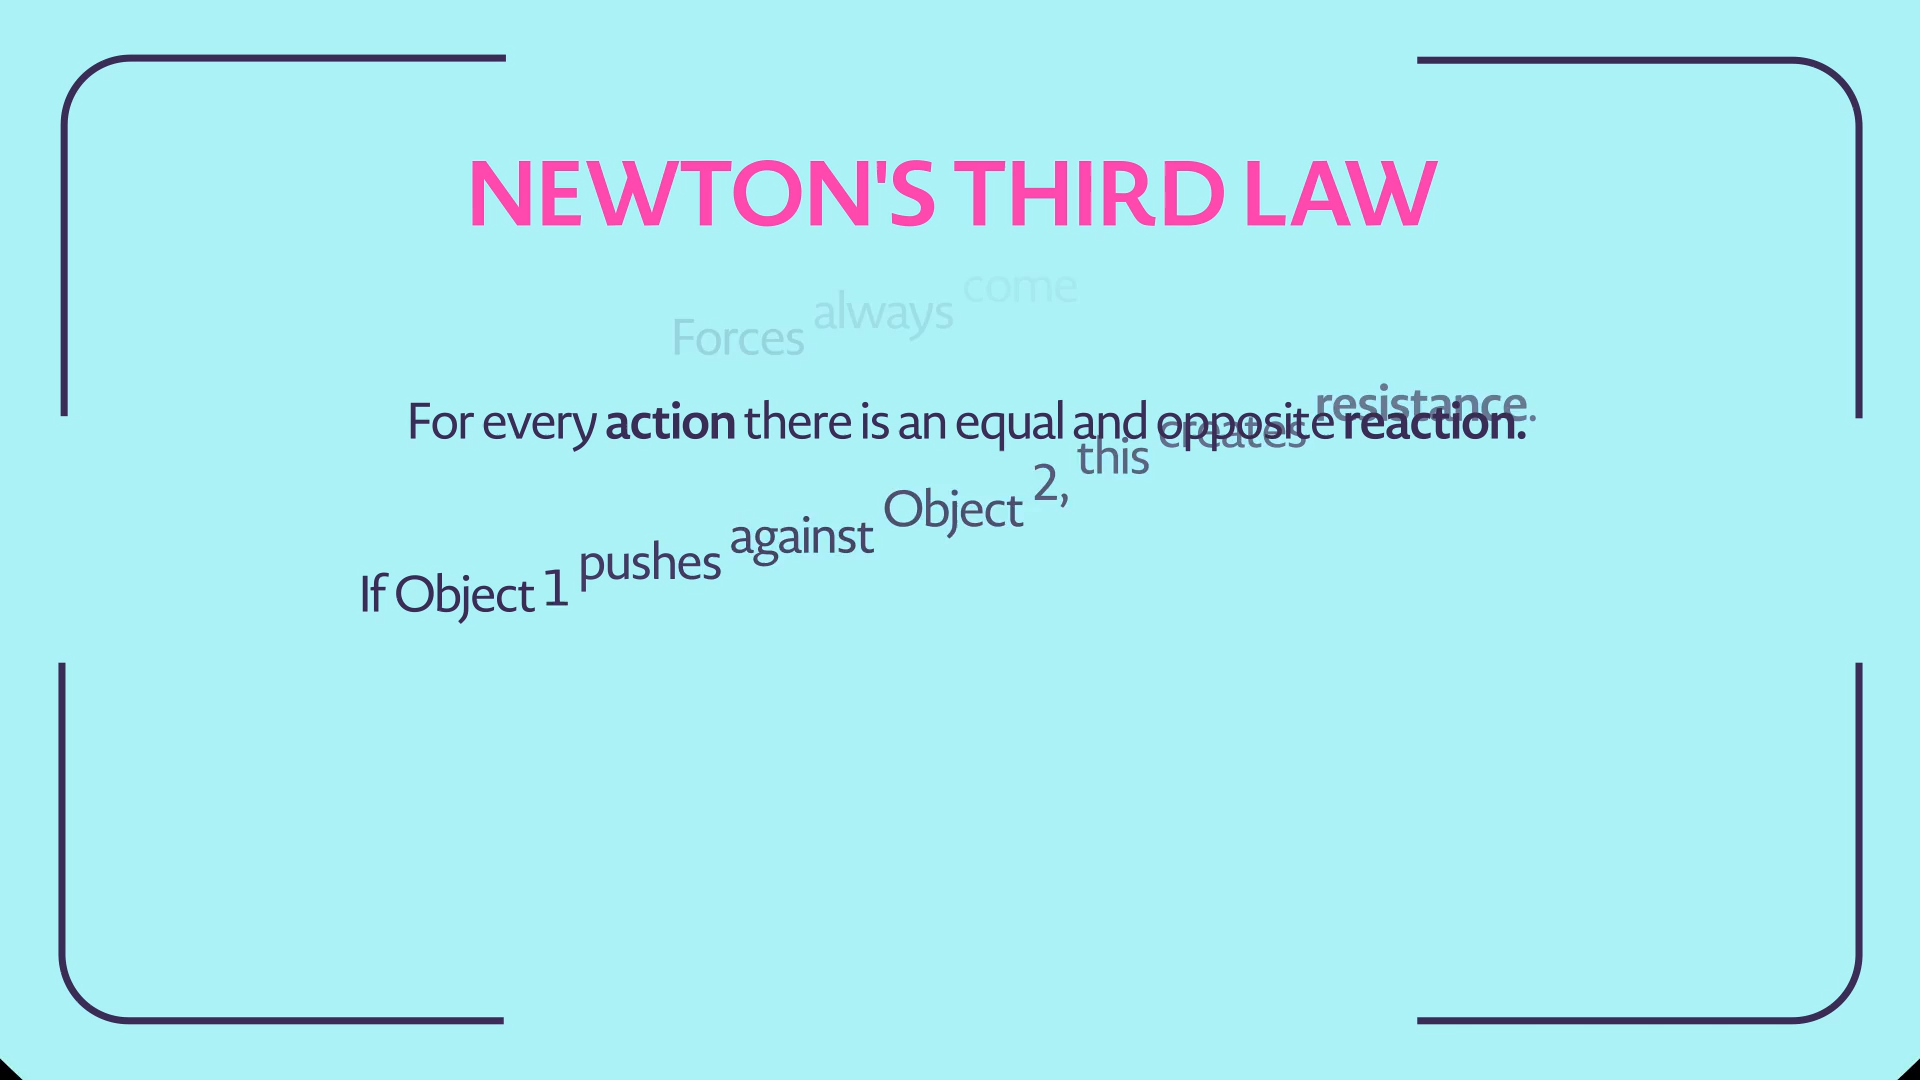 NEWTON'S THIRD LAW
Forces always come
For every action there is an equal and opposite reaction.
If Object 1 pushes against Object 2, this creates resistance.